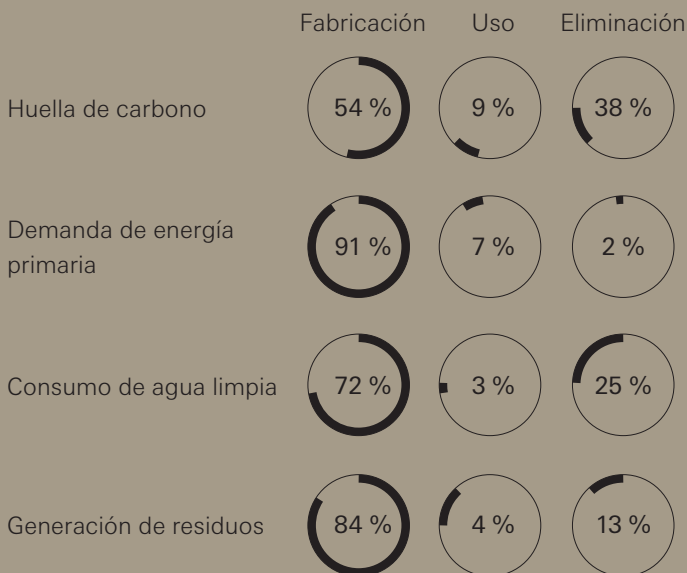 Fabricación Uso Eliminación
Huella de carbono 54 % 9 % 38 %
Demanda de energía
primaria 91 % 7 % 2 %
Consumo de agua limpia 72 % 3 % 25 %
Generación de residuos 84 % 4 % 13 %